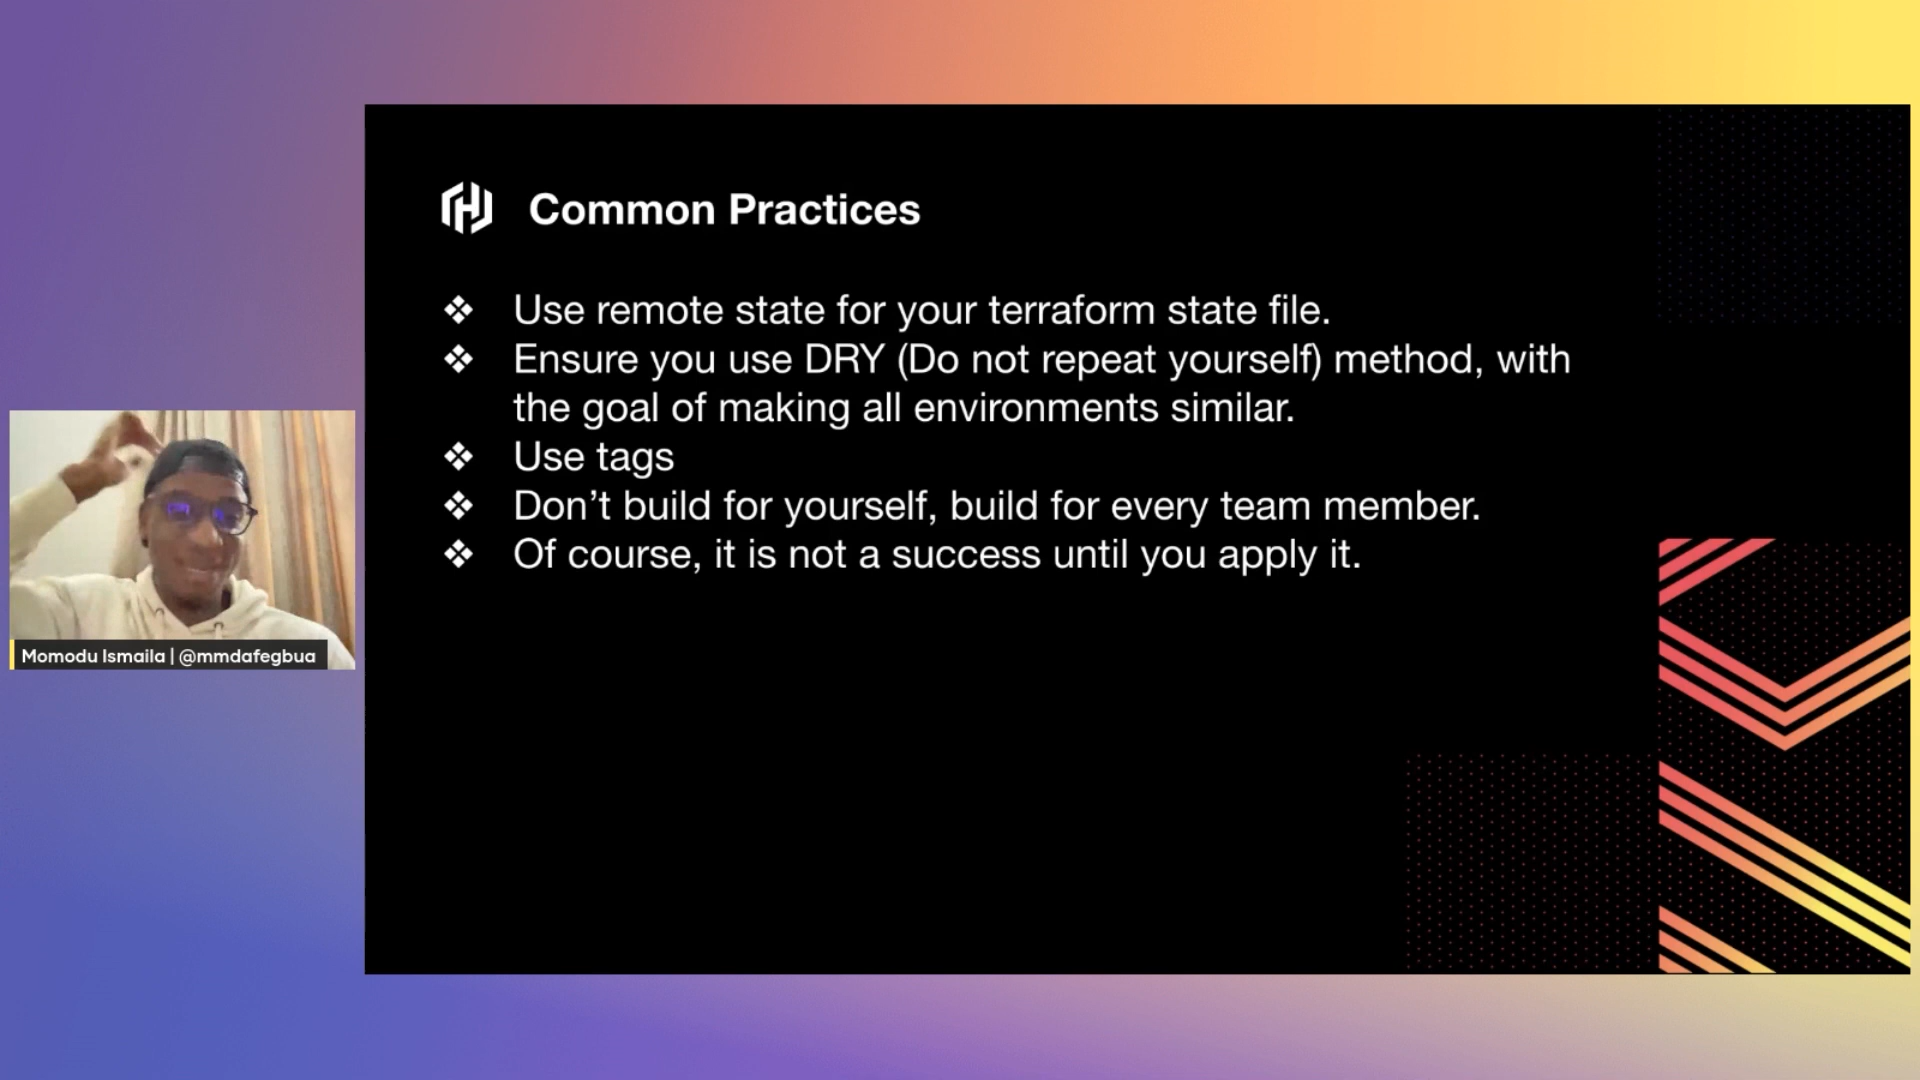 Common Practices
❖ Use remote state for your terraform state file.
❖ Ensure you use DRY (Do not repeat yourself) method, with
the goal of making all environments similar.
❖ Use tags
❖ Don’t build for yourself, build for every team member.
❖ Of course, it is not a success until you apply it.
Momodu Ismaila | @mmdafegbua